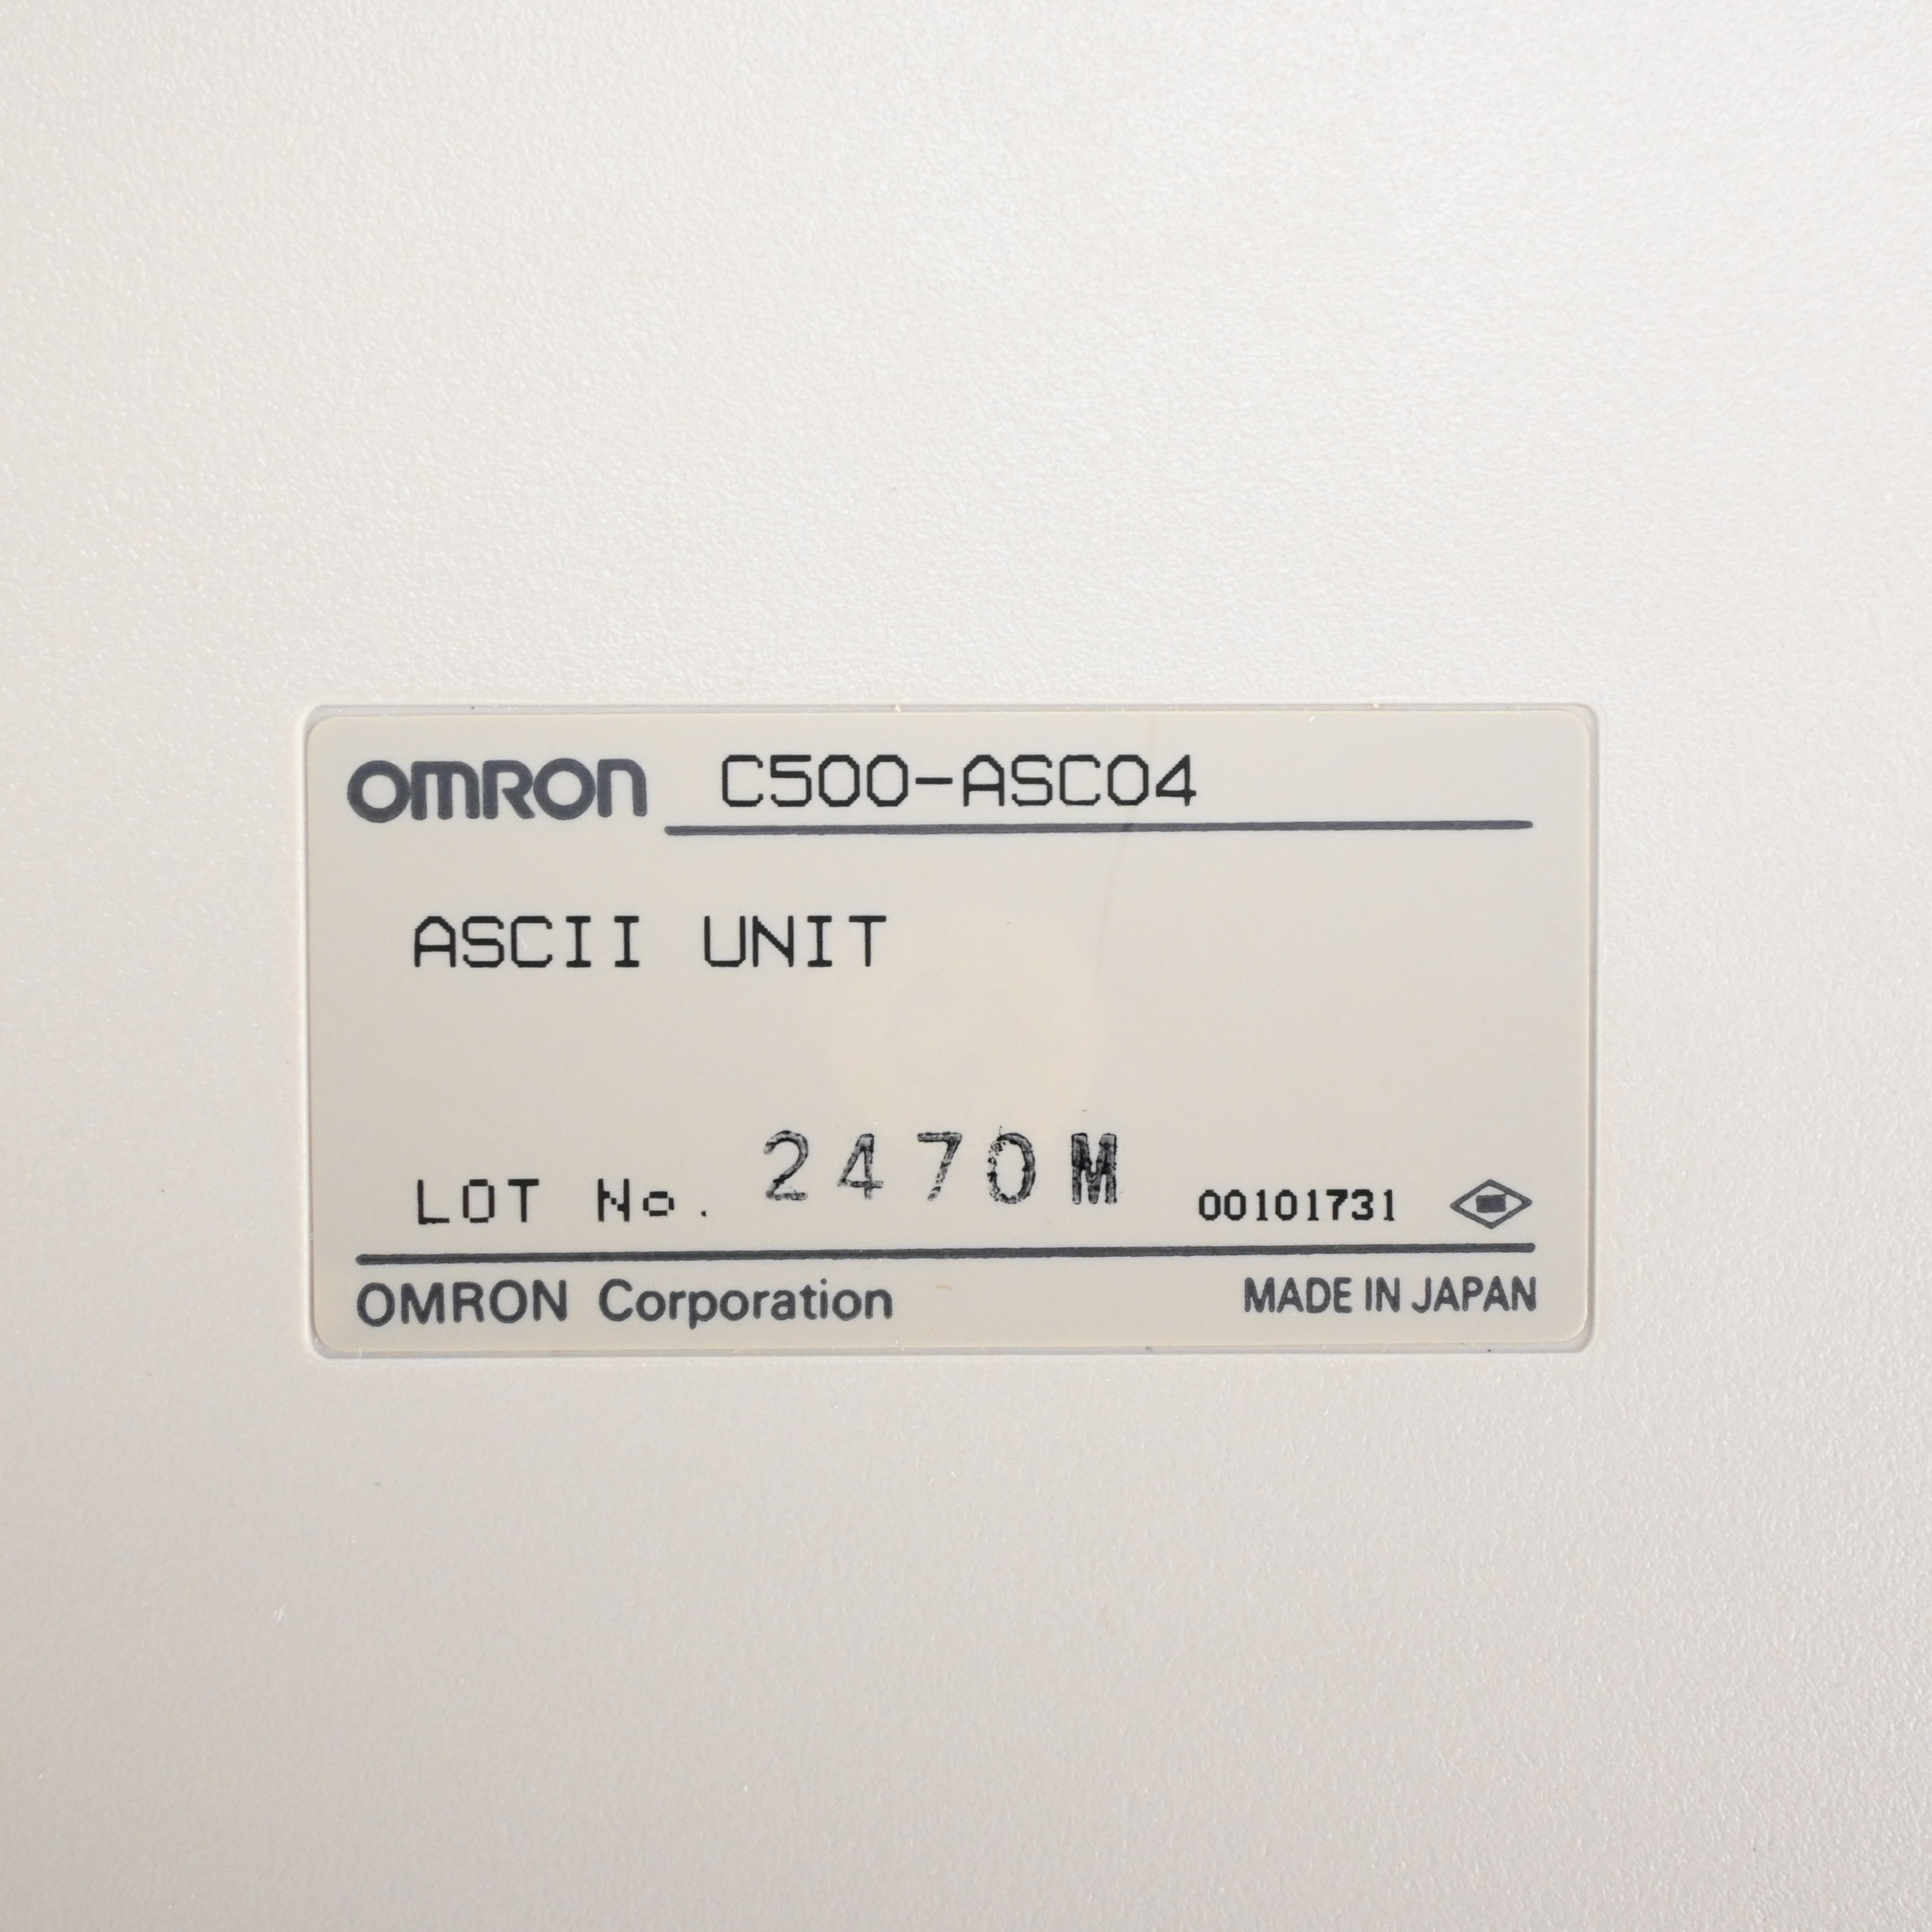 OMRON C500-ASC04
ASCII UNIT
LOT No. 2470M 00101731
OMRON Corporation MADE IN JAPAN